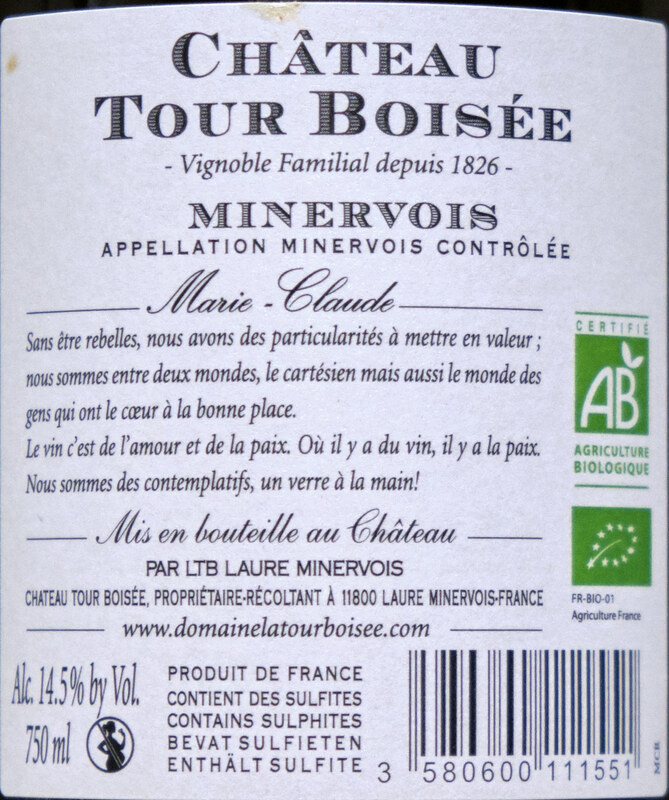 CHÂTEAU
TOUR BOISÉE
- Vignoble Familial depuis 1826 -
MINERVOIS
APPELLATION MINERVOIS CONTRÔLÉE
Marie - Claude
Sans être rebelles, nous avons des particularités à mettre en valeur ;
nous sommes entre deux mondes, le cartésien mais aussi le monde des
gens qui ont le cœur à la bonne place.
Le vin c'est de l'amour et de la paix. Où il y a du vin, il y a la paix.
Nous sommes des contemplatifs, un verre à la main!
CERTIFIÉ
AB
AGRICULTURE
BIOLOGIQUE
Mis en bouteille au Château
PAR LTB LAURE MINERVOIS
CHATEAU TOUR BOISÉE, PROPRIÉTAIRE-RÉCOLTANT À 11800 LAURE MINERVOIS-FRANCE
www.domainelatourboisee.com
FR-BIO-01
Agriculture France
Alc. 14.5% by Vol.
750 ml
PRODUIT DE FRANCE
CONTIENT DES SULFITES
CONTAINS SULPHITES
BEVAT SULFIETEN
ENTHÄLT SULFITE
3 580600 111551
MCR